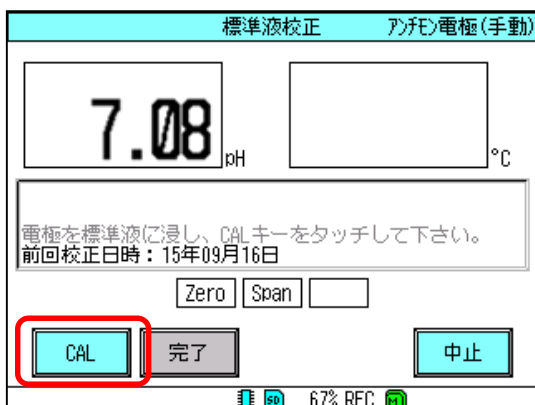 標準液校正 ｱﾝﾁﾓﾝ電極(手動)
7.08 pH °C
電極を標準液に浸し、CALキーをタッチして下さい。
前回校正日時：15年09月16日
Zero Span
CAL 完了 中止
SD 67% REC M